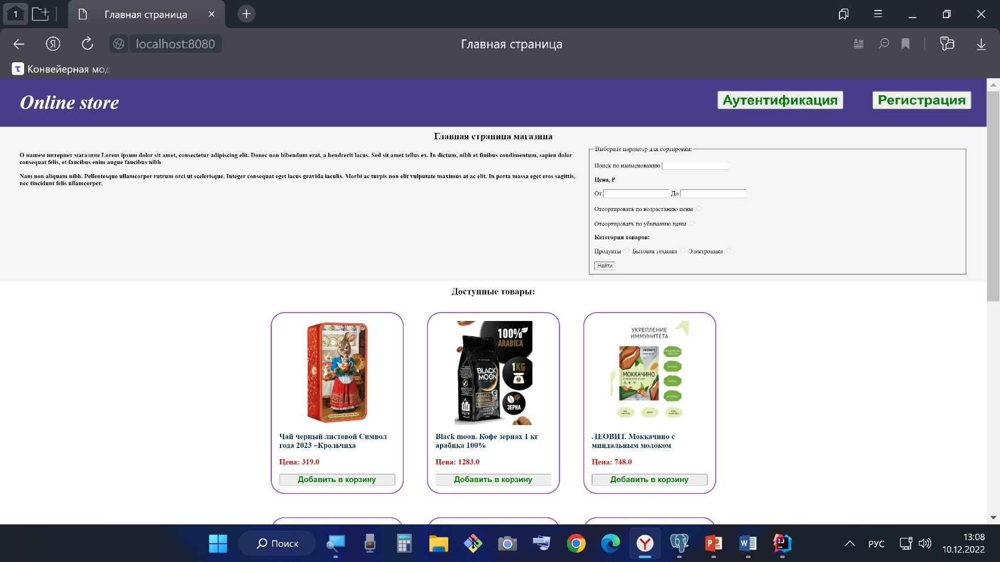 1
Главная страница
localhost:8080
Главная страница
Конвейерная мод
Online store
Аутентификация
Регистрация
Главная страница магазина
О нашем интернет магазине Lorem ipsum dolor sit amet, consectetur adipiscing elit. Donec non bibendum erat, a hendrerit lacus. Sed sit amet tellus ex. In dictum, nibh et finibus condimentum, sapien dolor
consequat felis, et faucibus enim augue faucibus nibh
Nam non aliquam nibh. Pellentesque ullamcorper rutrum orci ut scelerisque. Integer consequat eget lacus gravida iaculis. Morbi ac turpis non elit vulputate maximus at ac elit. In porta massa eget eros sagittis,
nec tincidunt felis ullamcorper.
Выберите параметр для сортировки:
Поиск по наименованию
Цена, ₽
От До
Отсортировать по возрастанию цены
Отсортировать по убыванию цены
Категория товаров:
Продукты Бытовая техника Электроника
Найти
Доступные товары:
100%
ARABICA
BLACK
MOON
1KG
ARABICA
ORIGINAL
ЗЕРНА
УКРЕПЛЕНИЕ
ИММУНИТЕТА
ЛЕОВИТ
МОККАЧИНО
Чай черный листовой Символ
года 2023 –Крольчиха
Цена: 319.0
Добавить в корзину
Black moon. Кофе зернах 1 кг
арабика 100%
Цена: 1283.0
Добавить в корзину
ЛЕОВИТ. Моккачино с
миндальным молоком
Цена: 748.0
Добавить в корзину
Поиск
РУС
13:08
10.12.2022